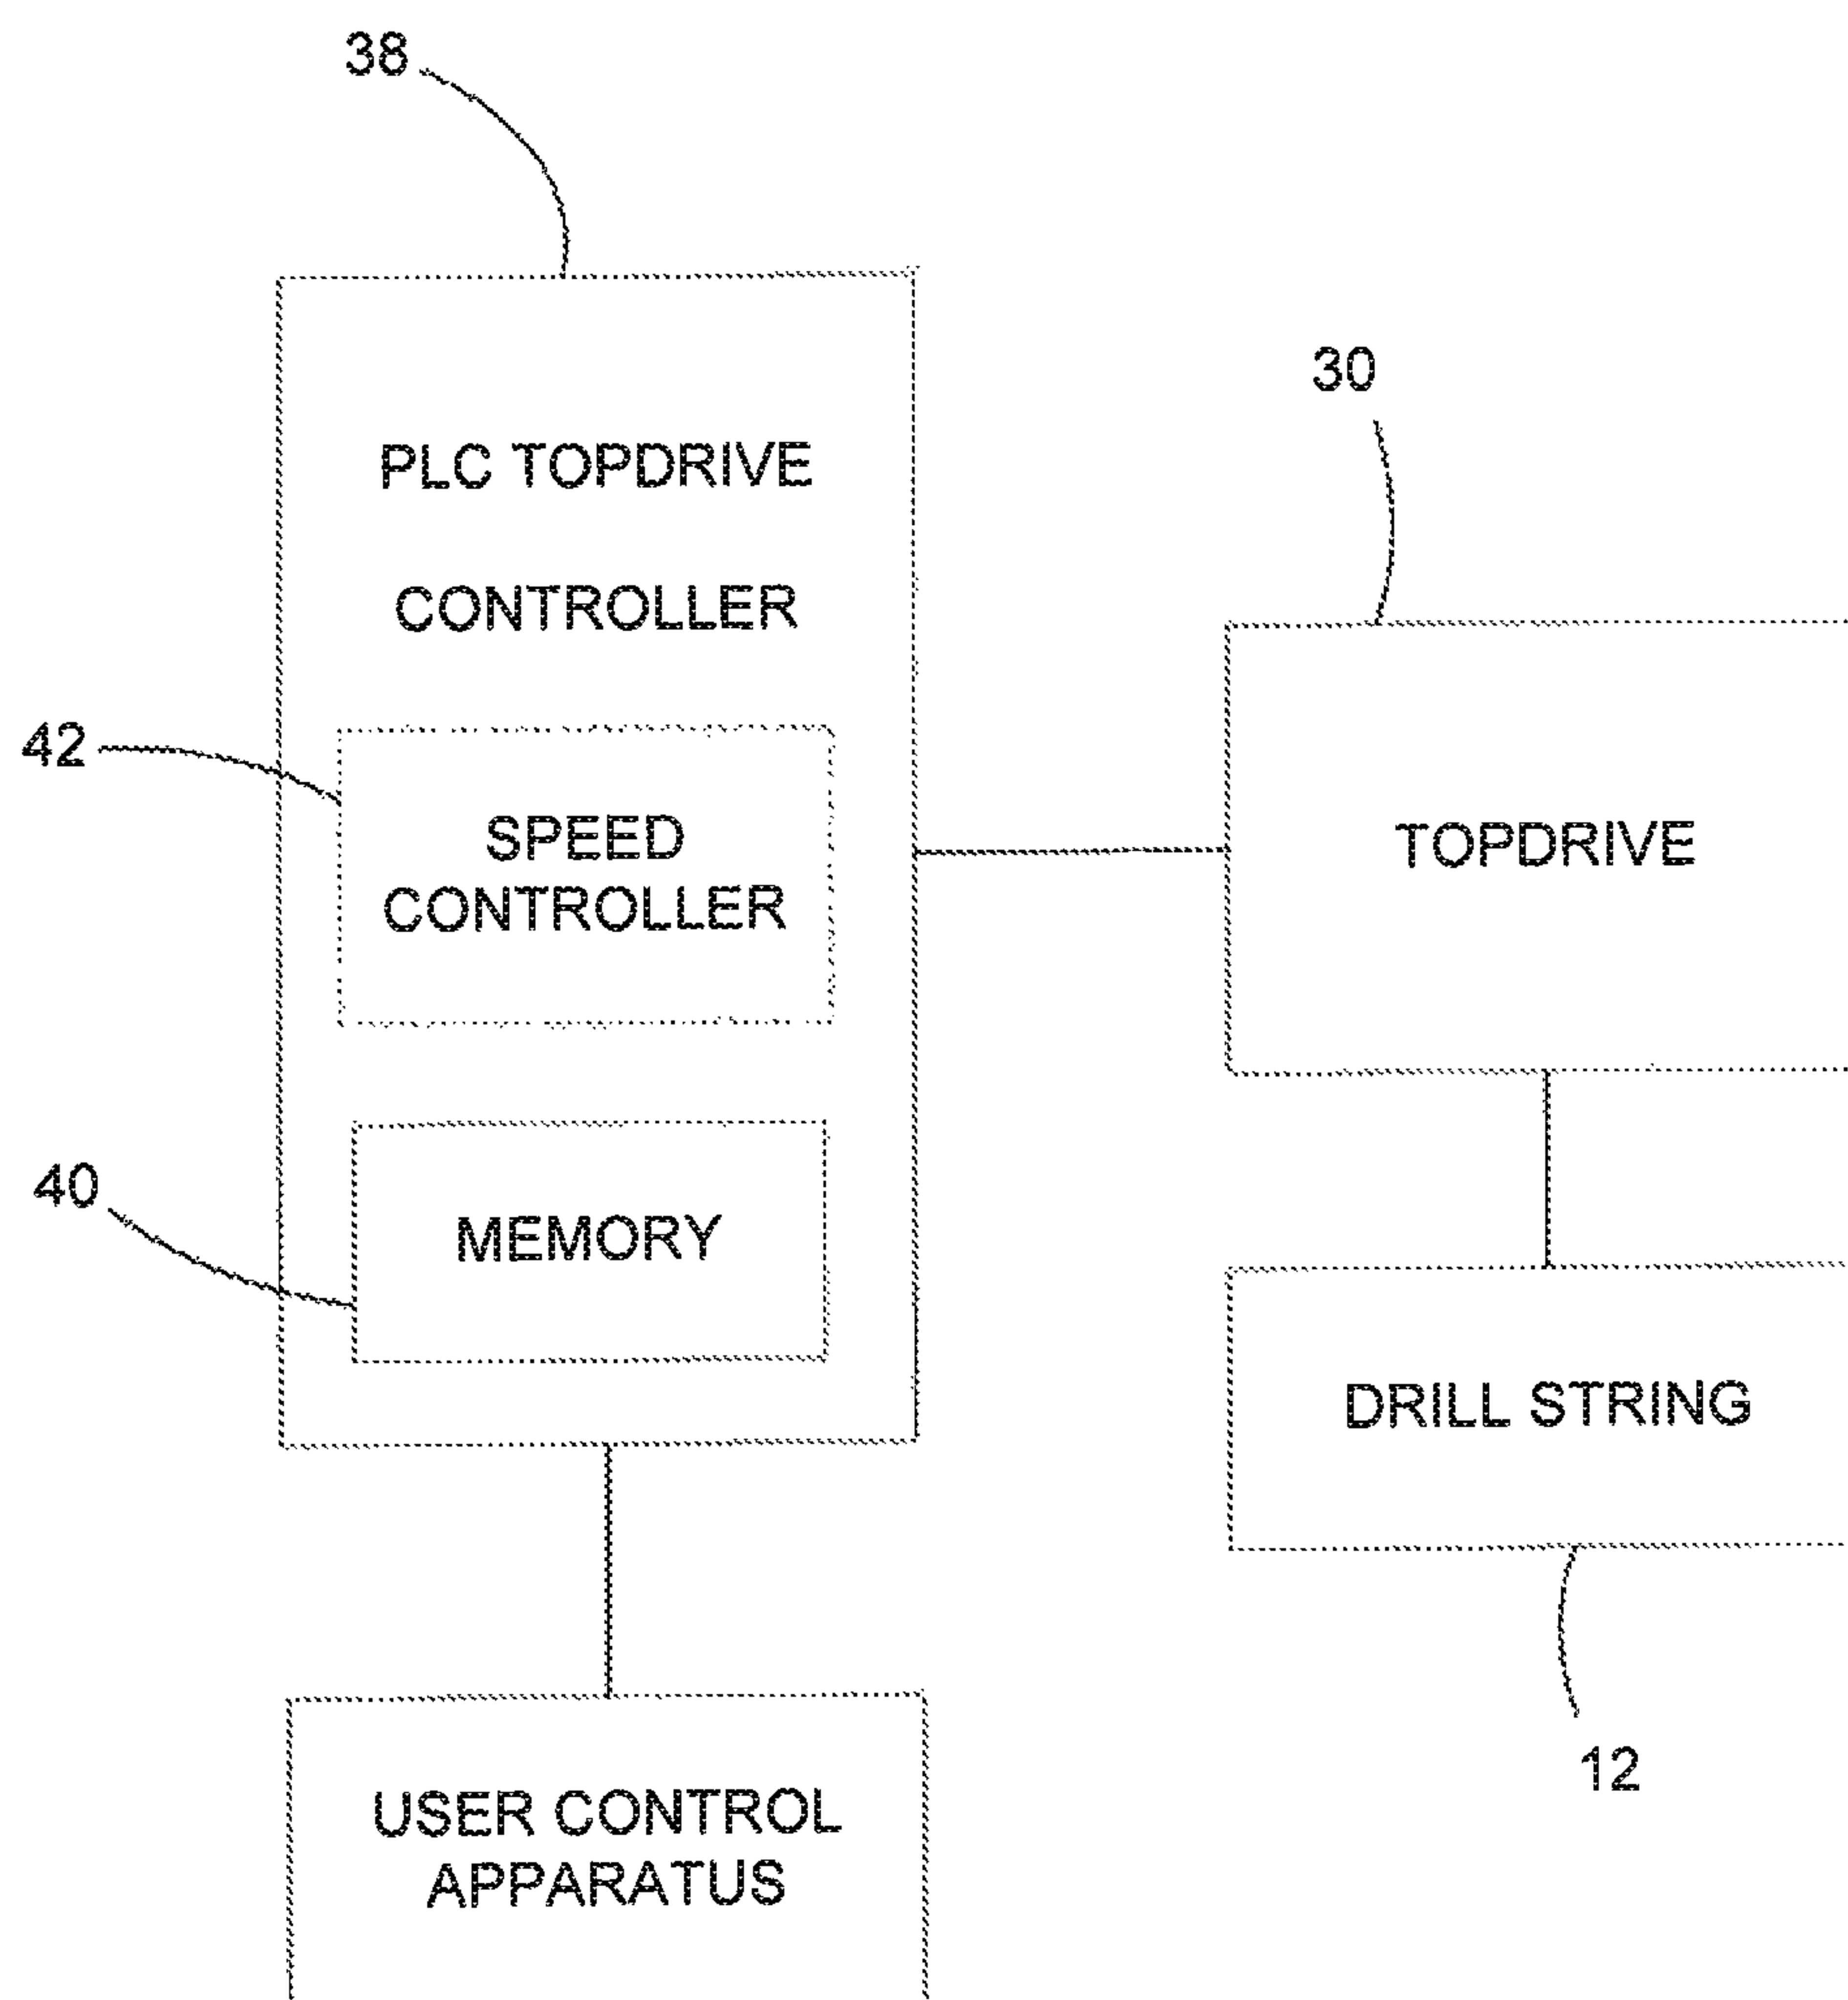 38
30
PLC TOPDRIVE
CONTROLLER
42
SPEED
CONTROLLER
TOPDRIVE
40
MEMORY
DRILL STRING
12
USER CONTROL
APPARATUS